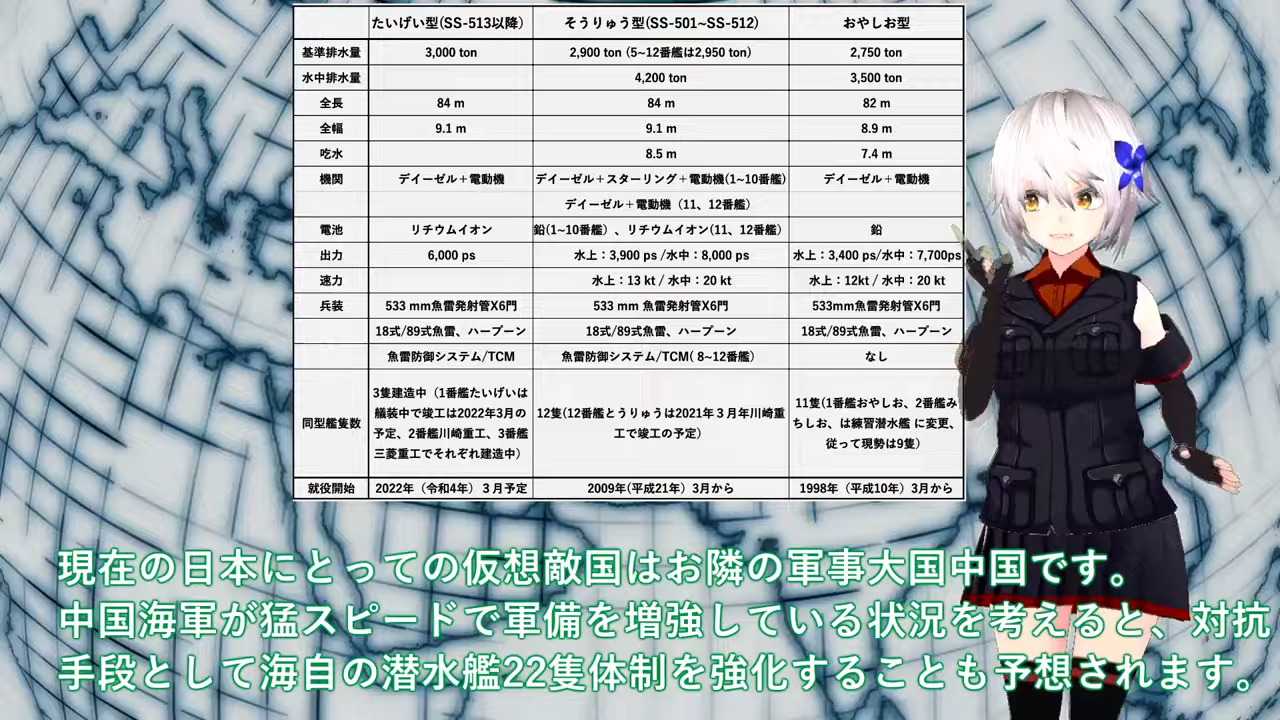 たいげい型(SS-513以降) そうりゅう型(SS-501~SS-512) おやしお型
基準排水量 3,000 ton 2,900 ton (5~12番艦は2,950 ton) 2,750 ton
水中排水量 4,200 ton 3,500 ton
全長 84 m 84 m 82 m
全幅 9.1 m 9.1 m 8.9 m
吃水 8.5 m 7.4 m
機関 デイーゼル＋電動機 デイーゼル＋スターリング＋電動機(1~10番艦) デイーゼル＋電動機
デイーゼル＋電動機（11、12番艦）
電池 リチウムイオン 鉛(1~10番艦）、リチウムイオン(11、12番艦） 鉛
出力 6,000 ps 水上：3,900 ps /水中：8,000 ps 水上：3,400 ps/水中：7,700ps
速力 水上：13 kt / 水中：20 kt 水上：12kt / 水中：20 kt
兵装 533 mm魚雷発射管X6門 533 mm 魚雷発射管X6門 533mm魚雷発射管X6門
18式/89式魚雷、ハープーン 18式/89式魚雷、ハープーン 18式/89式魚雷、ハープーン
魚雷防御システム/TCM 魚雷防御システム/TCM( 8~12番艦） なし
同型艦隻数
3隻建造中（1番艦たいげいは
艤装中で竣工は2022年3月の
予定、2番艦川崎重工、3番艦
三菱重工でそれぞれ建造中）
12隻(12番艦とうりゅうは2021年３月年川崎重
工で竣工の予定）
11隻(1番艦おやしお、2番艦み
ちしお、は練習潜水艦 に変更、
従って現勢は9隻）
就役開始 2022年（令和4年）３月予定 2009年(平成21年）3月から 1998年（平成10年）3月から
現在の日本にとっての仮想敵国はお隣の軍事大国中国です。
中国海軍が猛スピードで軍備を増強している状況を考えると、対抗
手段として海自の潜水艦22隻体制を強化することも予想されます。